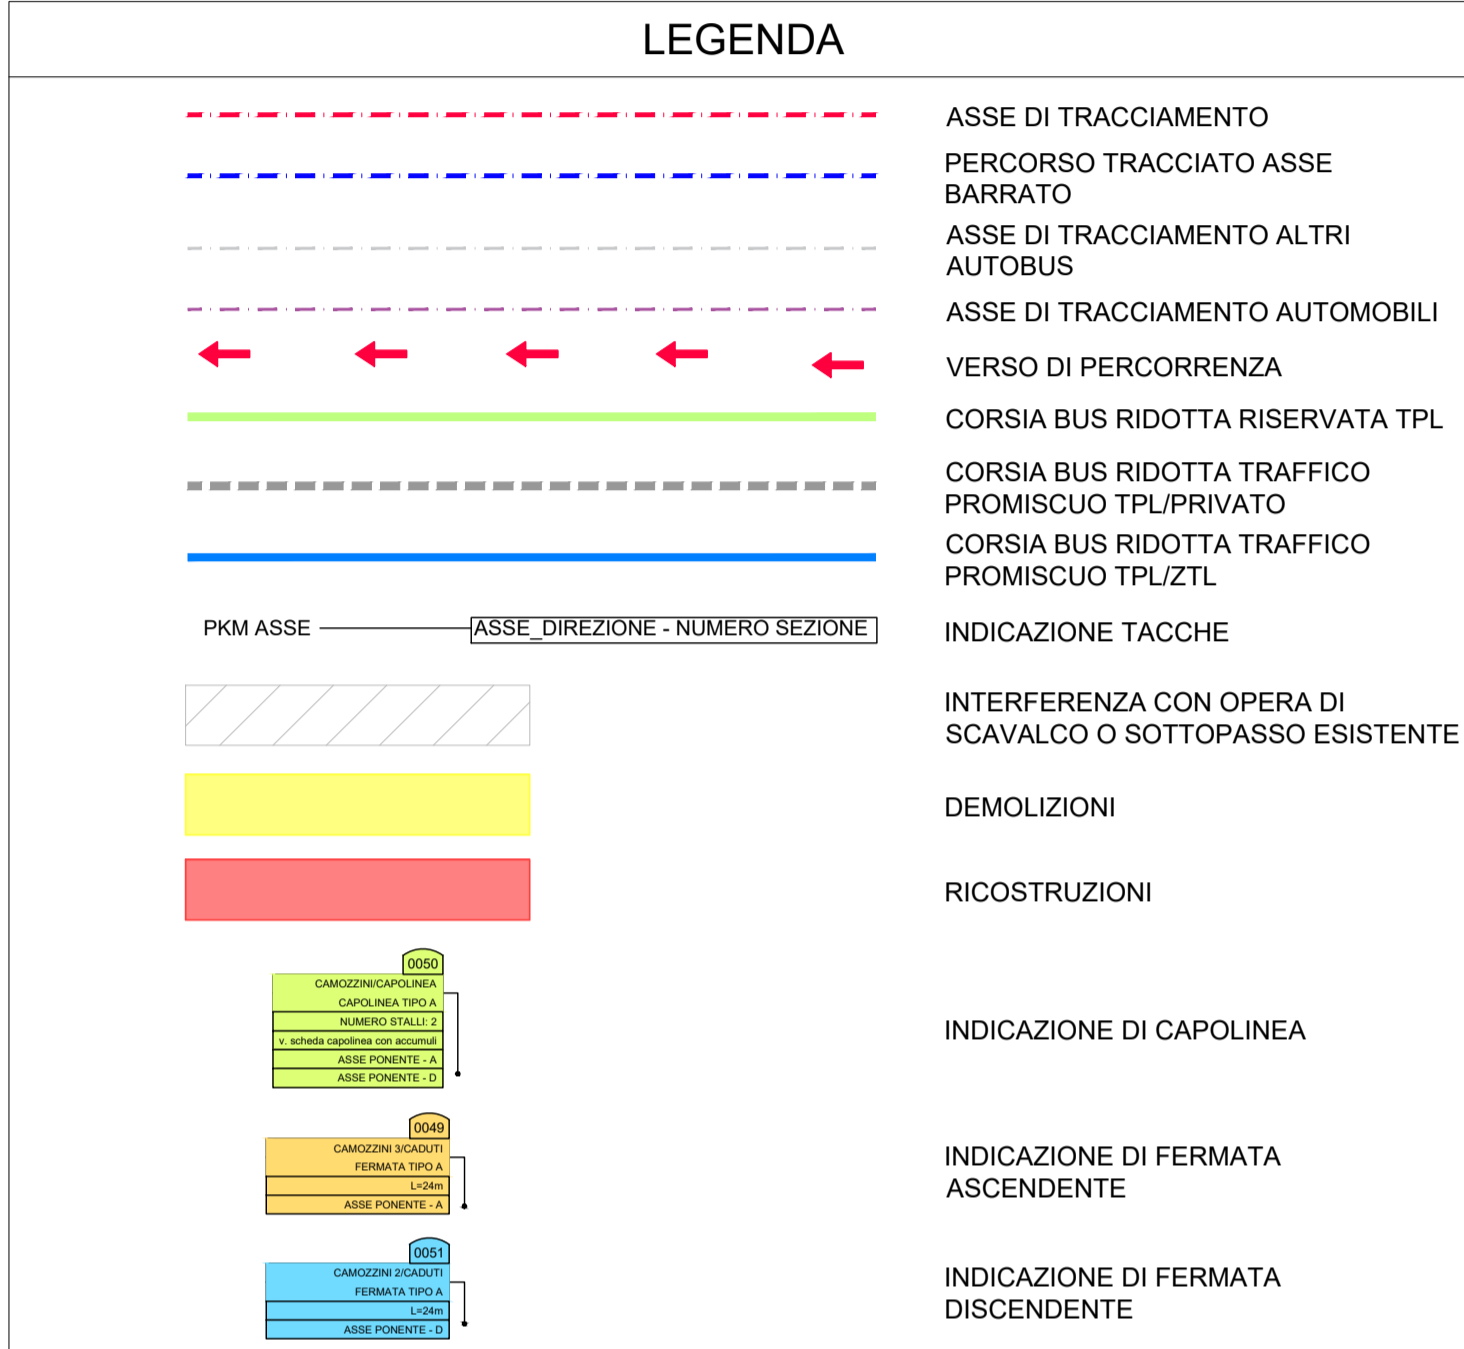 LEGENDA
ASSE DI TRACCIAMENTO
PERCORSO TRACCIATO ASSE
BARRATO
ASSE DI TRACCIAMENTO ALTRI
AUTOBUS
ASSE DI TRACCIAMENTO AUTOMOBILI
VERSO DI PERCORRENZA
CORSIA BUS RIDOTTA RISERVATA TPL
CORSIA BUS RIDOTTA TRAFFICO
PROMISCUO TPL/PRIVATO
CORSIA BUS RIDOTTA TRAFFICO
PROMISCUO TPL/ZTL
PKM ASSE ASSE_DIREZIONE - NUMERO SEZIONE INDICAZIONE TACCHE
INTERFERENZA CON OPERA DI
SCAVALCO O SOTTOPASSO ESISTENTE
DEMOLIZIONI
RICOSTRUZIONI
0050
CAMOZZINI/CAPOLINEA
CAPOLINEA TIPO A
NUMERO STALLI: 2
v. scheda capolinea con accumuli
ASSE PONENTE - A
ASSE PONENTE - D
INDICAZIONE DI CAPOLINEA
0049
CAMOZZINI 3/CADUTI
FERMATA TIPO A
L=24m
ASSE PONENTE - A
INDICAZIONE DI FERMATA
ASCENDENTE
0051
CAMOZZINI 2/CADUTI
FERMATA TIPO A
L=24m
ASSE PONENTE - D
INDICAZIONE DI FERMATA
DISCENDENTE